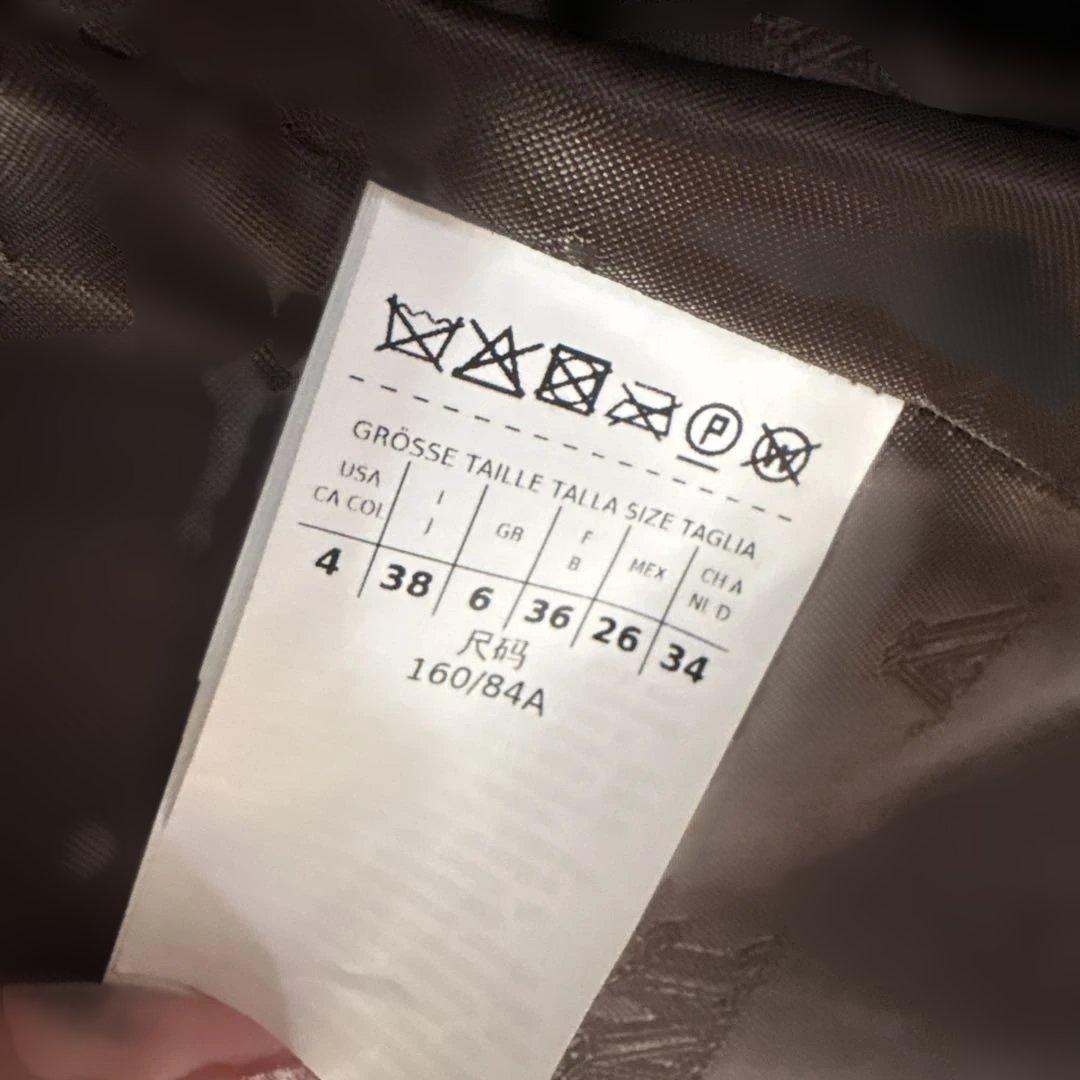 P W
GRÖSSE TAILLE TALLA SIZE TAGLIA
USA I GB F MEX CH A
CA COL J B NL D
4 38 6 36 26 34
尺码
160/84A